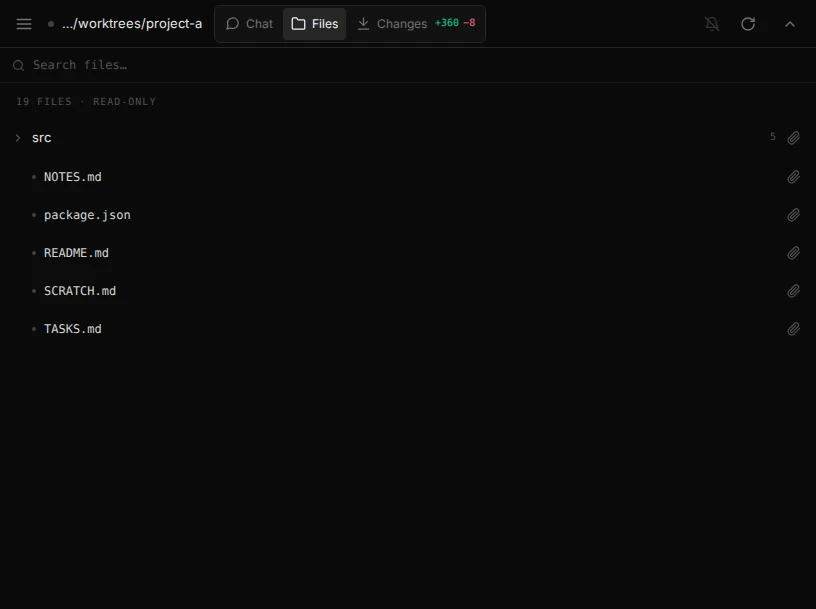 .../worktrees/project-a Chat Files Changes +360 −8
Search files…
19 FILES · READ-ONLY
src 5
NOTES.md
package.json
README.md
SCRATCH.md
TASKS.md